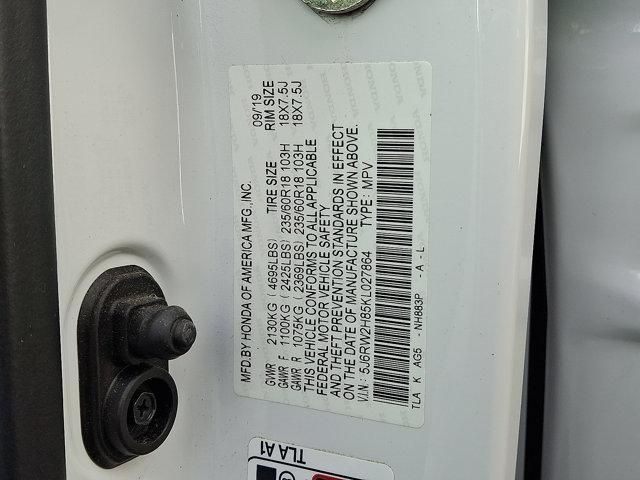 MFD.BY HONDA OF AMERICA MFG.,INC. 09/19
TIRE SIZE RIM SIZE
GVWR 2130KG (4695LBS)
GAWR F 1100KG (2425LBS) 235/60R18 103H 18X7.5J
GAWR R 1075KG (2369LBS) 235/60R18 103H 18X7.5J
THIS VEHICLE CONFORMS TO ALL APPLICABLE
FEDERAL MOTOR VEHICLE SAFETY
AND THEFT PREVENTION STANDARDS IN EFFECT
ON THE DATE OF MANUFACTURE SHOWN ABOVE.
V.I.N: 5J6RW2H85KL027864 TYPE: MPV
TLA K AG5 - NH883P - A - L
TLA A1